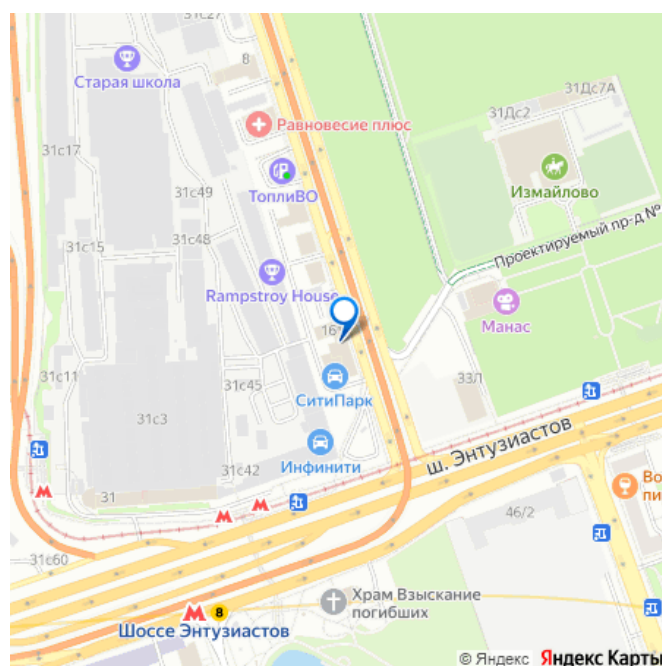 31с27
Старая школа
8
31Дс7А
31Дс2
Равновесие плюс
31с17
31с49
ТоплиВО
Измайлово
31с48
31с15
Проектируемый пр-д №
Rampstroy House
Манас
16
31с11
31с45
СитиПарк
33Л
31с3
ш. Энтузиастов
Инфинити
31с42
31
Во
пи
46/2
31с60
Храм Взыскание
погибших
8
Шоссе Энтузиастов
© Яндекс Яндекс Карты